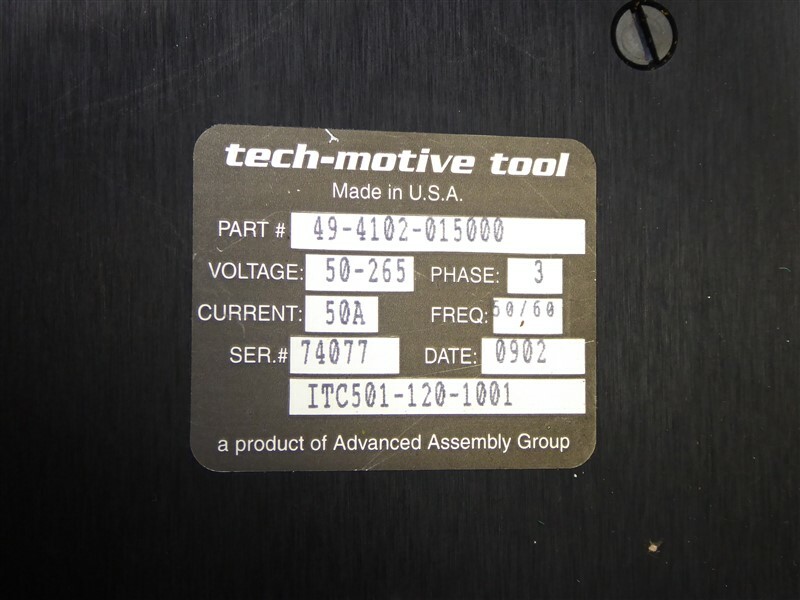 tech-motive tool
Made in U.S.A.
PART # 49-4102-015000
VOLTAGE: 50-265 PHASE: 3
CURRENT: 50A FREQ: 50/60
SER.# 74077 DATE: 0902
ITC501-120-1001
a product of Advanced Assembly Group